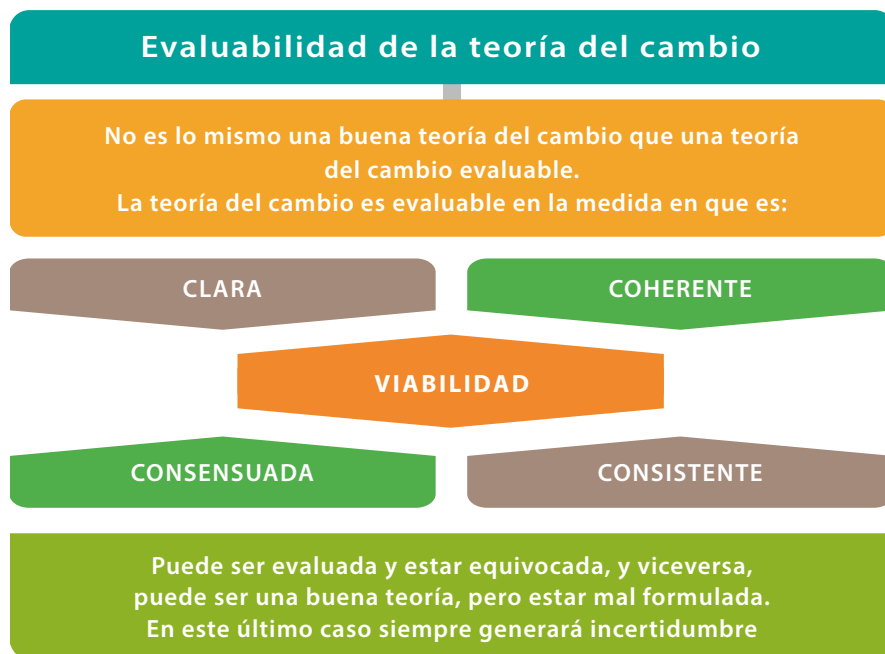 Evaluabilidad de la teoría del cambio
No es lo mismo una buena teoría del cambio que una teoría
del cambio evaluable.
La teoría del cambio es evaluable en la medida en que es:
CLARA
COHERENTE
VIABILIDAD
CONSENSUADA
CONSISTENTE
Puede ser evaluada y estar equivocada, y viceversa,
puede ser una buena teoría, pero estar mal formulada.
En este último caso siempre generará incertidumbre